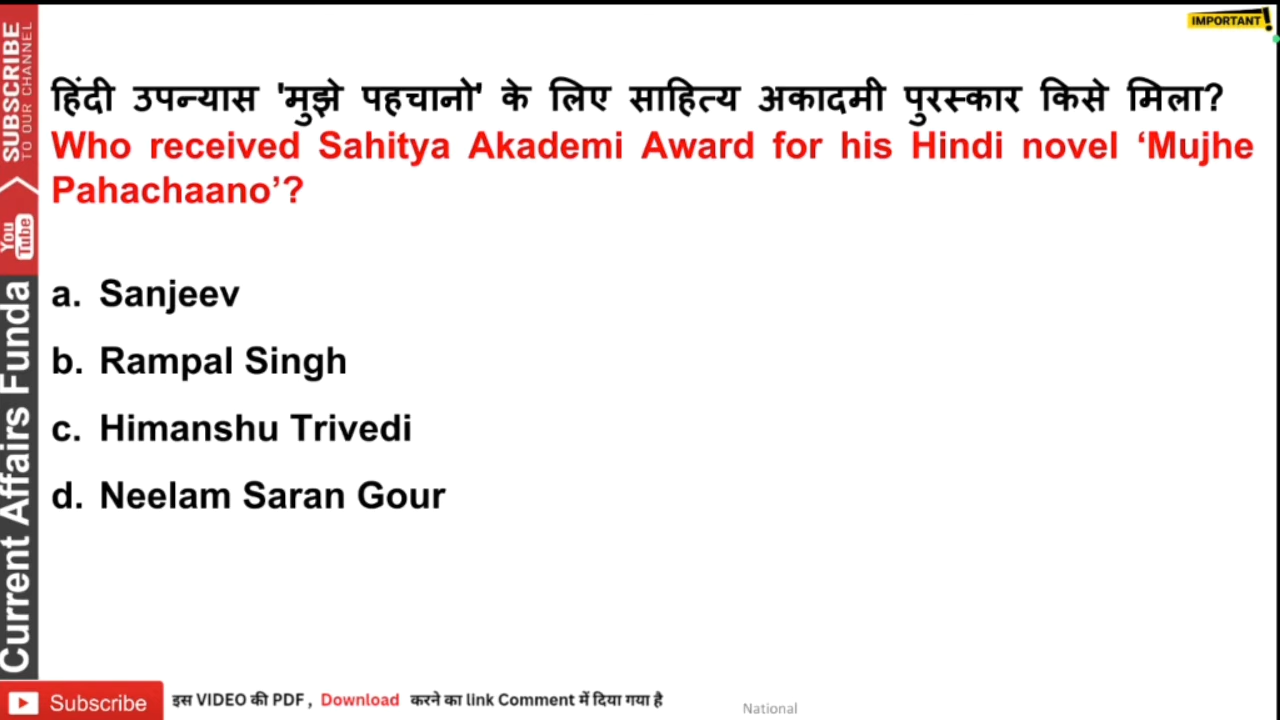 IMPORTANT!
हिंदी उपन्यास 'मुझे पहचानो' के लिए साहित्य अकादमी पुरस्कार किसे मिला?
Who received Sahitya Akademi Award for his Hindi novel ‘Mujhe
Pahachaano’?
a. Sanjeev
b. Rampal Singh
c. Himanshu Trivedi
d. Neelam Saran Gour
SUBSCRIBE
TO OUR CHANNEL
You
Tube
Current Affairs Funda
Subscribe
इस VIDEO की PDF , Download करने का link Comment में दिया गया है
National